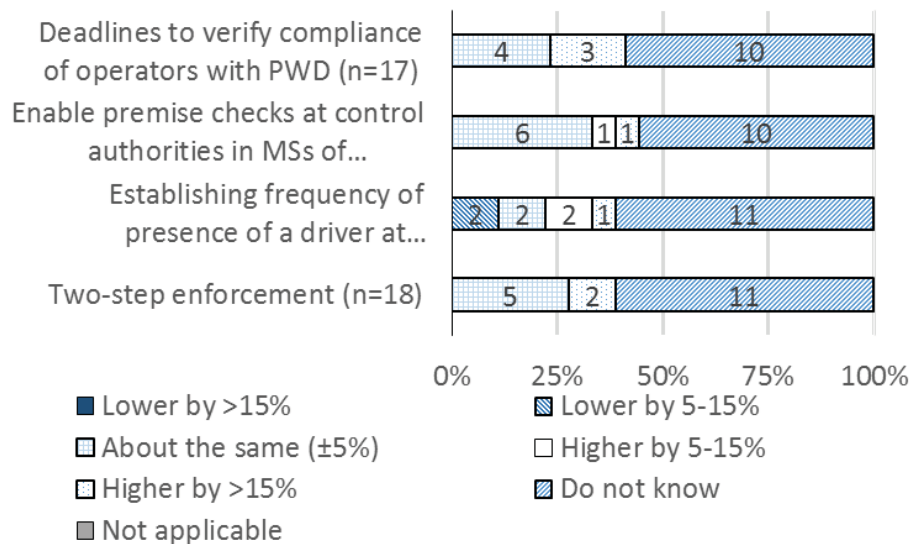 Deadlines to verify compliance
of operators with PWD (n=17)
4 3 10
Enable premise checks at control
authorities in MSs of...
6 1 1 10
Establishing frequency of
presence of a driver at...
2 2 2 1 11
Two-step enforcement (n=18)
5 2 11
0% 25% 50% 75% 100%
Lower by >15% Lower by 5-15%
About the same (±5%) Higher by 5-15%
Higher by >15% Do not know
Not applicable